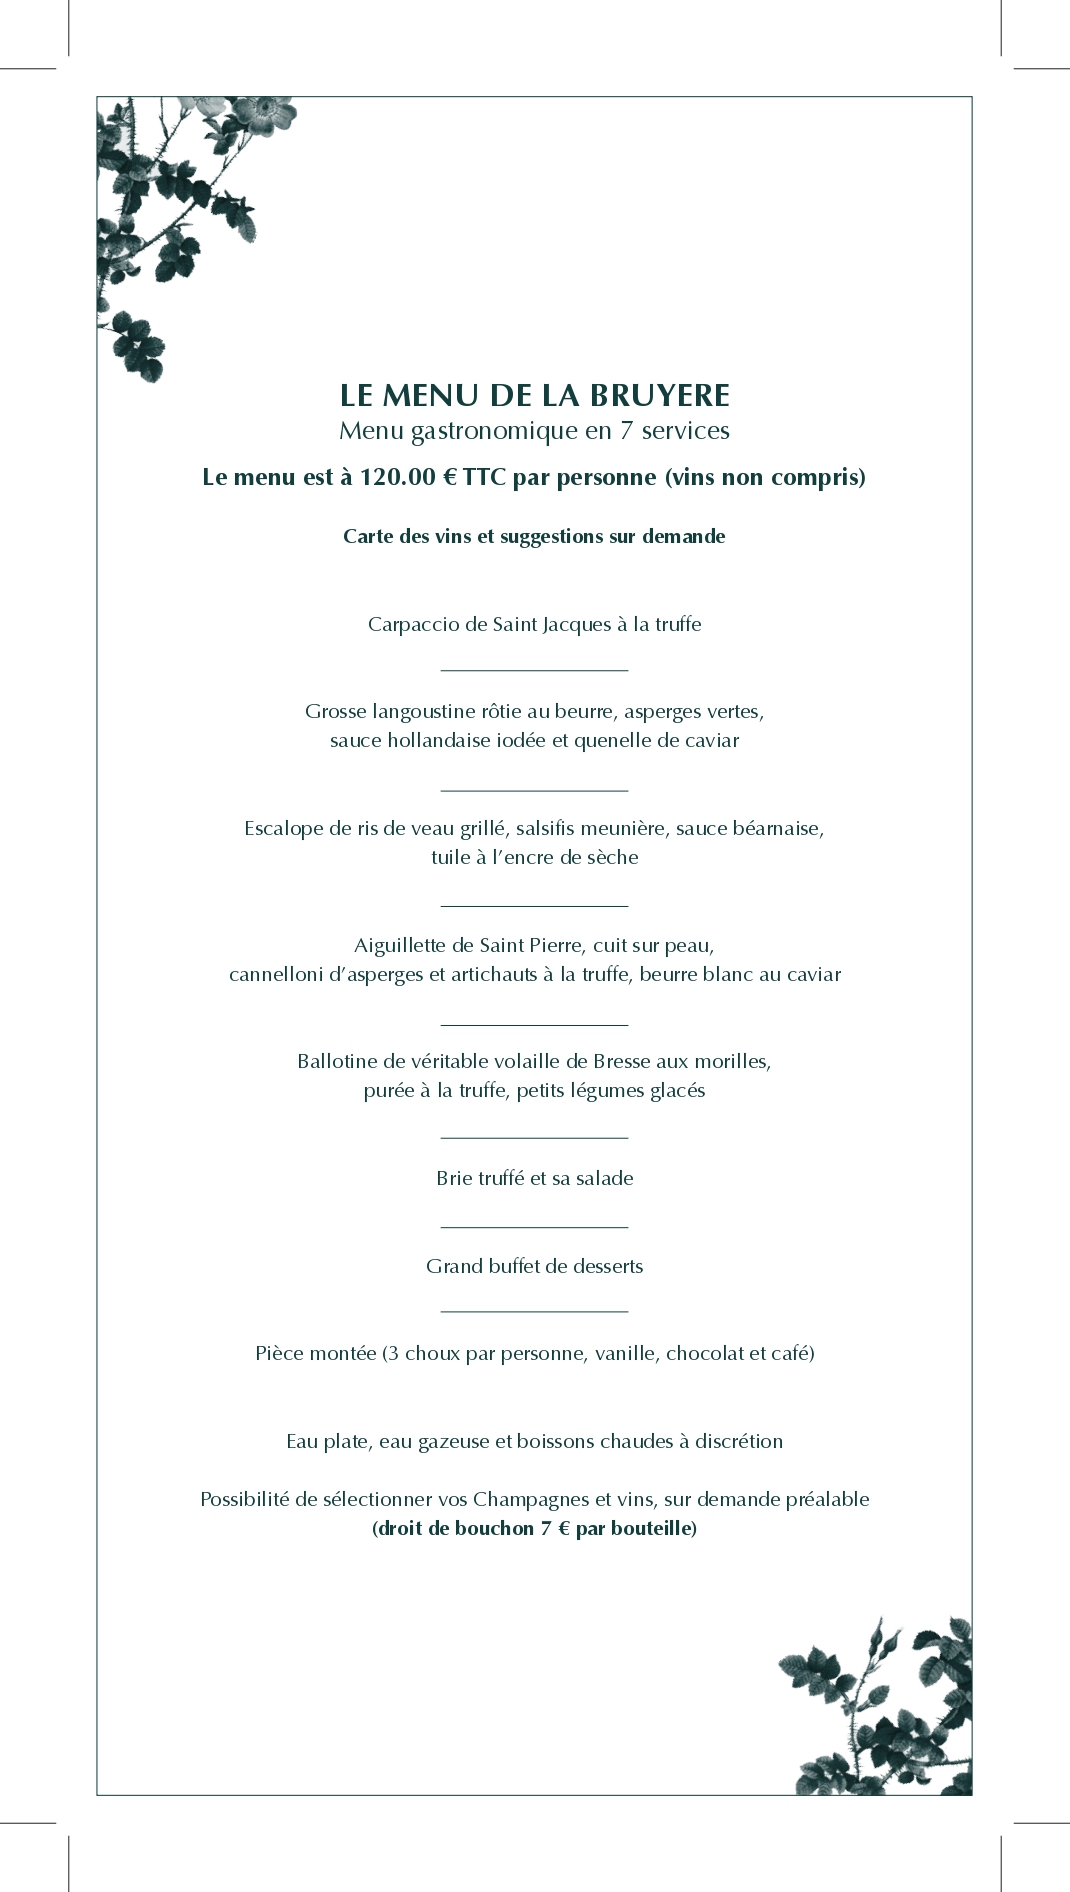 LE MENU DE LA BRUYERE
Menu gastronomique en 7 services
Le menu est à 120.00 € TTC par personne (vins non compris)
Carte des vins et suggestions sur demande
Carpaccio de Saint Jacques à la truffe
Grosse langoustine rôtie au beurre, asperges vertes,
sauce hollandaise iodée et quenelle de caviar
Escalope de ris de veau grillé, salsifis meunière, sauce béarnaise,
tuile à l’encre de sèche
Aiguillette de Saint Pierre, cuit sur peau,
cannelloni d’asperges et artichauts à la truffe, beurre blanc au caviar
Ballotine de véritable volaille de Bresse aux morilles,
purée à la truffe, petits légumes glacés
Brie truffé et sa salade
Grand buffet de desserts
Pièce montée (3 choux par personne, vanille, chocolat et café)
Eau plate, eau gazeuse et boissons chaudes à discrétion
Possibilité de sélectionner vos Champagnes et vins, sur demande préalable
(droit de bouchon 7 € par bouteille)